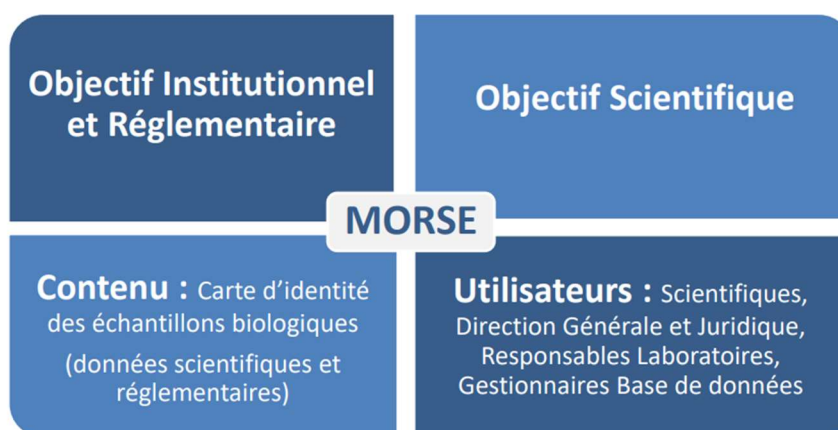 Objectif Institutionnel
et Réglementaire
Objectif Scientifique
MORSE
Contenu : Carte d'identité
des échantillons biologiques
(données scientifiques et
réglementaires)
Utilisateurs : Scientifiques,
Direction Générale et Juridique,
Responsables Laboratoires,
Gestionnaires Base de données